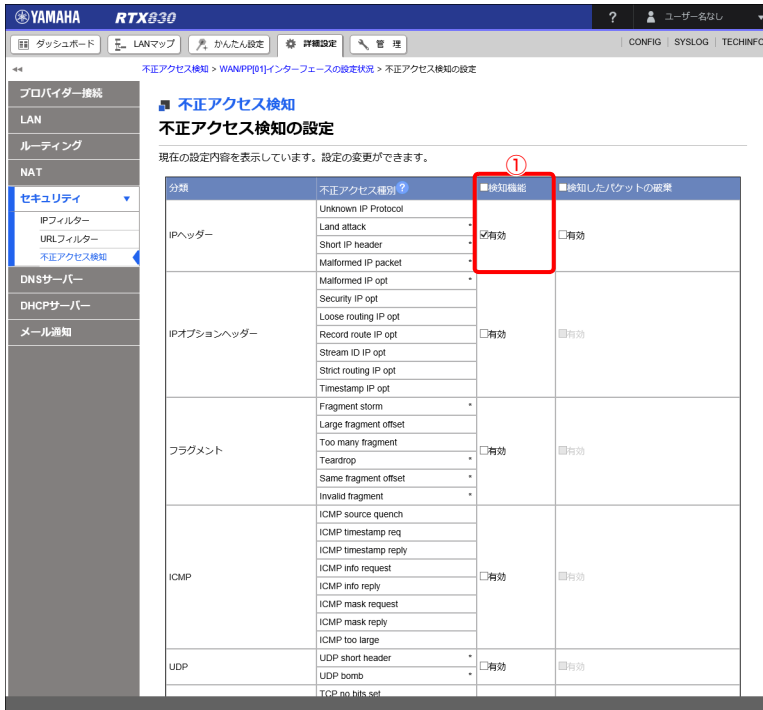 YAMAHA RTX830 ? ユーザー名なし
ダッシュボード LANマップ かんたん設定 詳細設定 管 理 CONFIG SYSLOG TECHINFO
不正アクセス検知 > WAN/PP[01]インターフェースの設定状況 > 不正アクセス検知の設定
プロバイダー接続
LAN
ルーティング
NAT
セキュリティ
IPフィルター
URLフィルター
不正アクセス検知
DNSサーバー
DHCPサーバー
メール通知
不正アクセス検知
不正アクセス検知の設定
現在の設定内容を表示しています。設定の変更ができます。
①
分類 不正アクセス種別? ■検知機能 ■検知したパケットの破棄
IPヘッダー
Unknown IP Protocol
Land attack *
Short IP header *
Malformed IP packet *
有効 有効
IPオプションヘッダー
Malformed IP opt *
Security IP opt
Loose routing IP opt
Record route IP opt
Stream ID IP opt
Strict routing IP opt
Timestamp IP opt
有効 有効
フラグメント
Fragment storm *
Large fragment offset
Too many fragment
Teardrop *
Same fragment offset *
Invalid fragment *
有効 有効
ICMP
ICMP source quench
ICMP timestamp req
ICMP timestamp reply
ICMP info request
ICMP info reply
ICMP mask request
ICMP mask reply
ICMP too large
有効 有効
UDP
UDP short header *
UDP bomb *
有効 有効
TCP no bits set